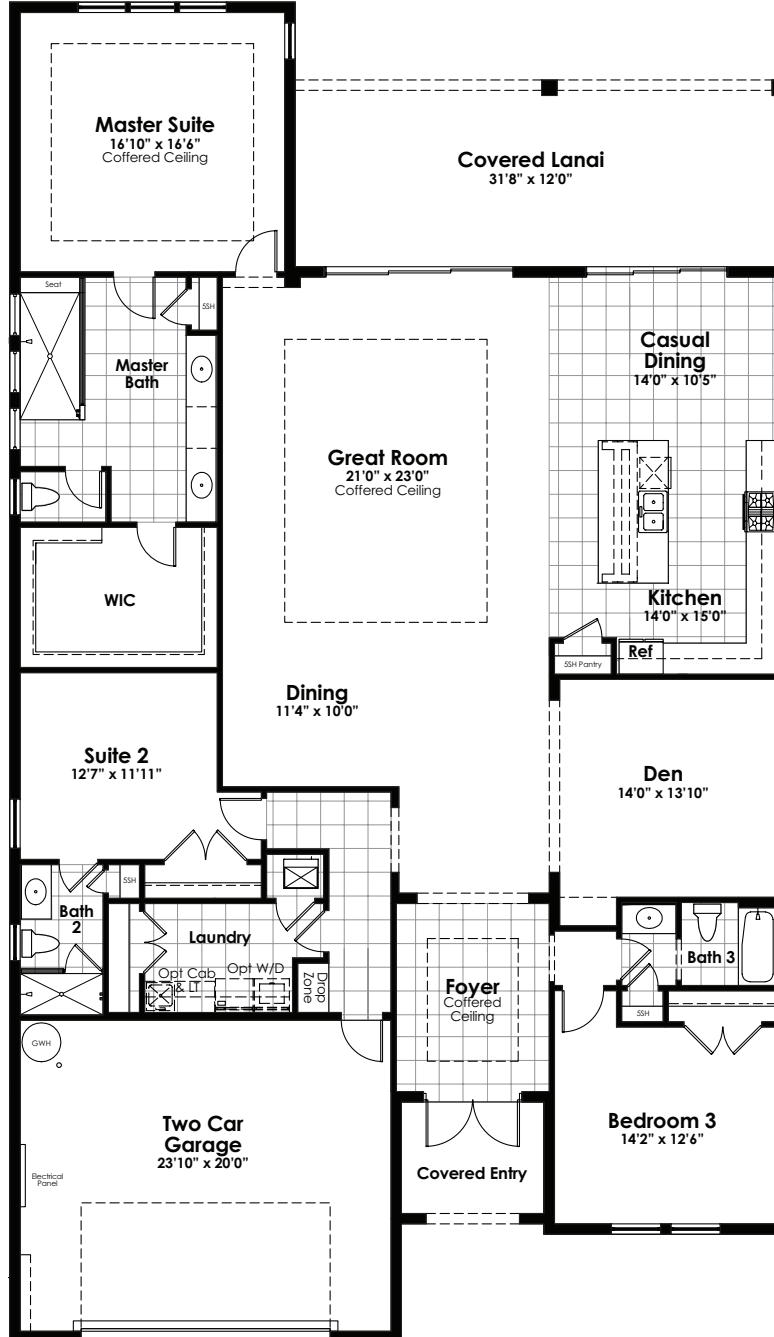 Master Suite
16'10" x 16'6"
Coffered Ceiling
Covered Lanai
31'8" x 12'0"
Seat
5SH
Master
Bath
Casual
Dining
14'0" x 10'5"
Great Room
21'0" x 23'0"
Coffered Ceiling
WIC
Kitchen
14'0" x 15'0"
Ref
5SH Pantry
Dining
11'4" x 10'0"
Suite 2
12'7" x 11'11"
Den
14'0" x 13'10"
5SH
Bath
2
Laundry
Opt Cab
& LT
Opt W/D
Drop
Zone
Foyer
Coffered
Ceiling
Bath 3
5SH
GWH
Two Car
Garage
23'10" x 20'0"
Electrical
Panel
Covered Entry
Bedroom 3
14'2" x 12'6"